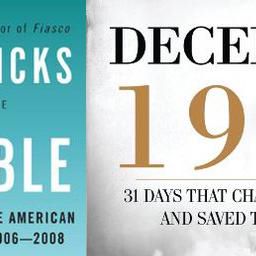 or of Fiasco
ICKS
E
BLE
E AMERICAN
006—2008
DECE
19
31 DAYS THAT CHA
AND SAVED T